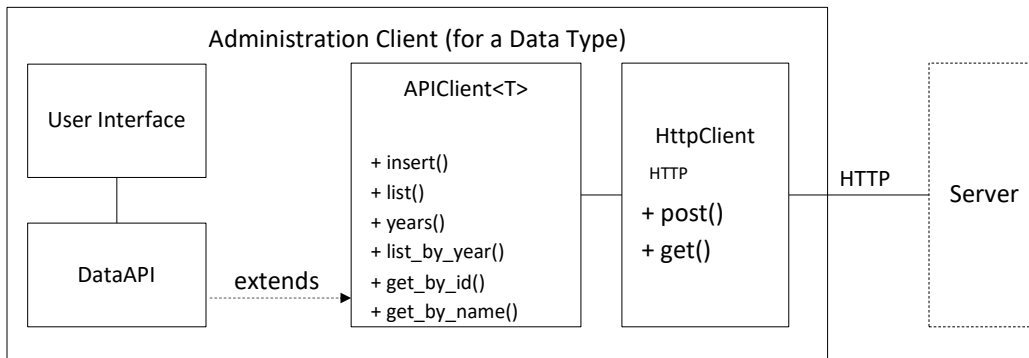 Administration Client (for a Data Type)
User Interface
DataAPI
extends
APIClient<T>
+ insert()
+ list()
+ years()
+ list_by_year()
+ get_by_id()
+ get_by_name()
HttpClient
HTTP
+ post()
+ get()
HTTP
Server